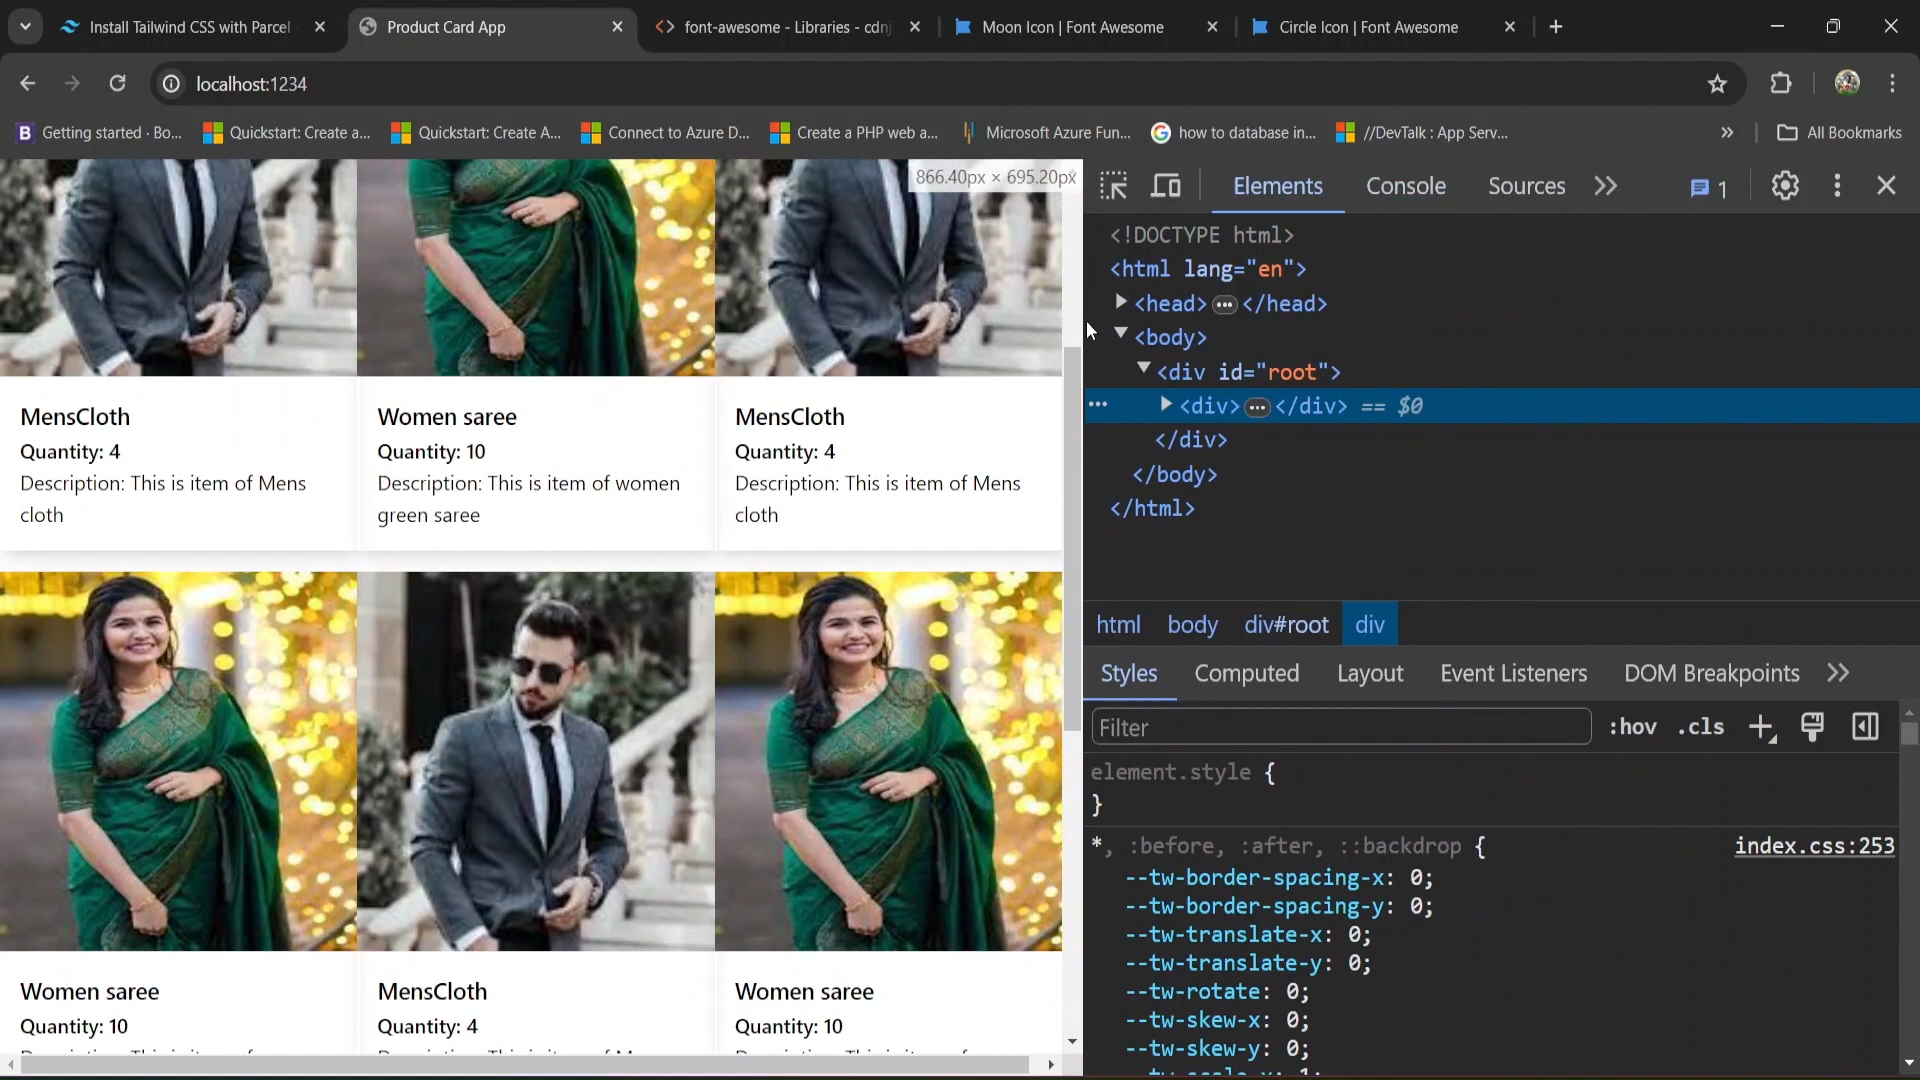 Install Tailwind CSS with Parcel
Product Card App
font-awesome - Libraries - cdnj
Moon Icon | Font Awesome
Circle Icon | Font Awesome
localhost:1234
Getting started · Bo...
Quickstart: Create a...
Quickstart: Create A...
Connect to Azure D...
Create a PHP web a...
Microsoft Azure Fun...
how to database in...
//DevTalk : App Serv...
All Bookmarks
866.40px × 695.20px
MensCloth
Quantity: 4
Description: This is item of Mens
cloth
Women saree
Quantity: 10
Description: This is item of women
green saree
MensCloth
Quantity: 4
Description: This is item of Mens
cloth
Women saree
Quantity: 10
MensCloth
Quantity: 4
Women saree
Quantity: 10
Elements
Console
Sources
1
<!DOCTYPE html>
<html lang="en">
<head> ... </head>
<body>
<div id="root">
... <div> ... </div> == $0
</div>
</body>
</html>
html
body
div#root
div
Styles
Computed
Layout
Event Listeners
DOM Breakpoints
Filter
:hov
.cls
element.style {
}
*, :before, :after, ::backdrop {
index.css:253
--tw-border-spacing-x: 0;
--tw-border-spacing-y: 0;
--tw-translate-x: 0;
--tw-translate-y: 0;
--tw-rotate: 0;
--tw-skew-x: 0;
--tw-skew-y: 0;